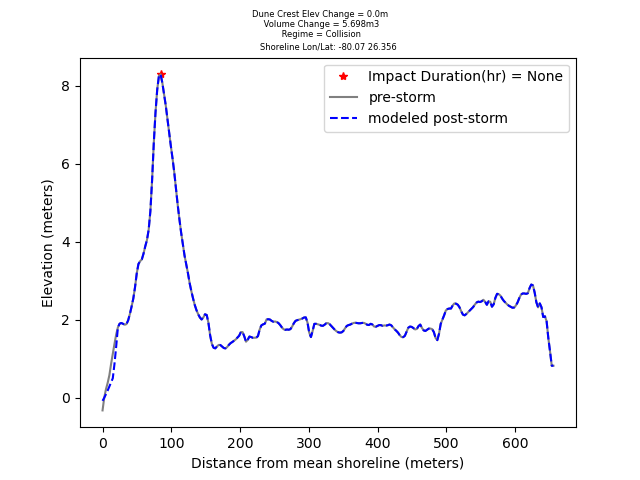 Dune Crest Elev Change = 0.0m
Volume Change = 5.698m3
Regime = Collision
Shoreline Lon/Lat: -80.07 26.356
Impact Duration(hr) = None
pre-storm
modeled post-storm
Elevation (meters)
8
6
4
2
0
0 100 200 300 400 500 600
Distance from mean shoreline (meters)